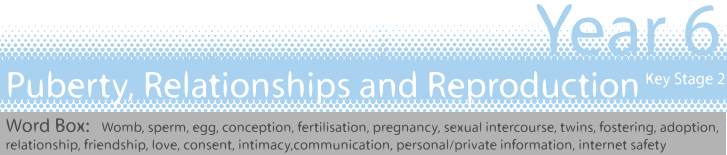 Year 6
Puberty, Relationships and Reproduction Key Stage 2
Word Box: Womb, sperm, egg, conception, fertilisation, pregnancy, sexual intercourse, twins, fostering, adoption,
relationship, friendship, love, consent, intimacy,communication, personal/private information, internet safety